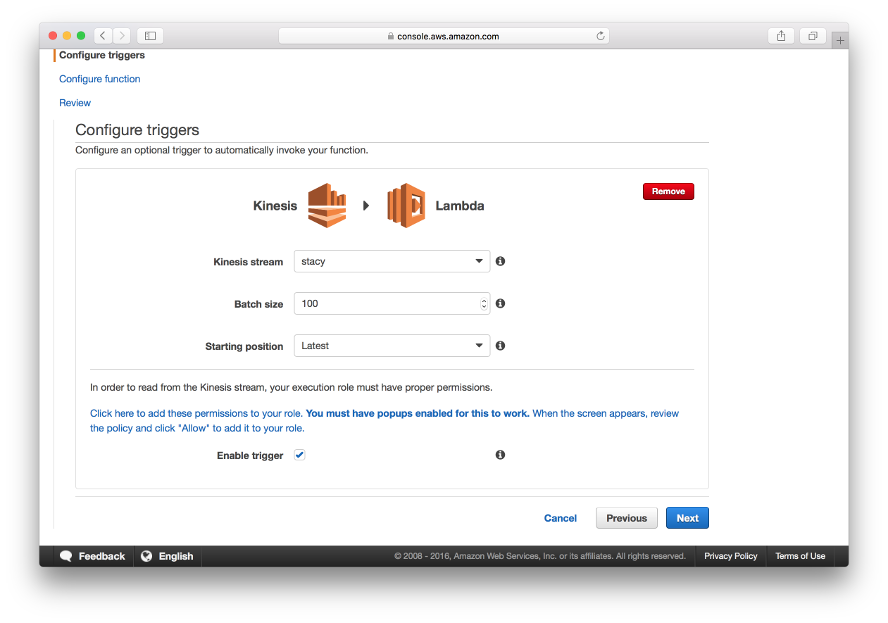 console.aws.amazon.com
Configure triggers
Configure function
Review
Configure triggers
Configure an optional trigger to automatically invoke your function.
Kinesis
Lambda
Remove
Kinesis stream
stacy
Batch size
100
Starting position
Latest
In order to read from the Kinesis stream, your execution role must have proper permissions.
Click here to add these permissions to your role. You must have popups enabled for this to work. When the screen appears, review
the policy and click "Allow" to add it to your role.
Enable trigger
Cancel
Previous
Next
Feedback
English
© 2008 - 2016, Amazon Web Services, Inc. or its affiliates. All rights reserved.
Privacy Policy
Terms of Use